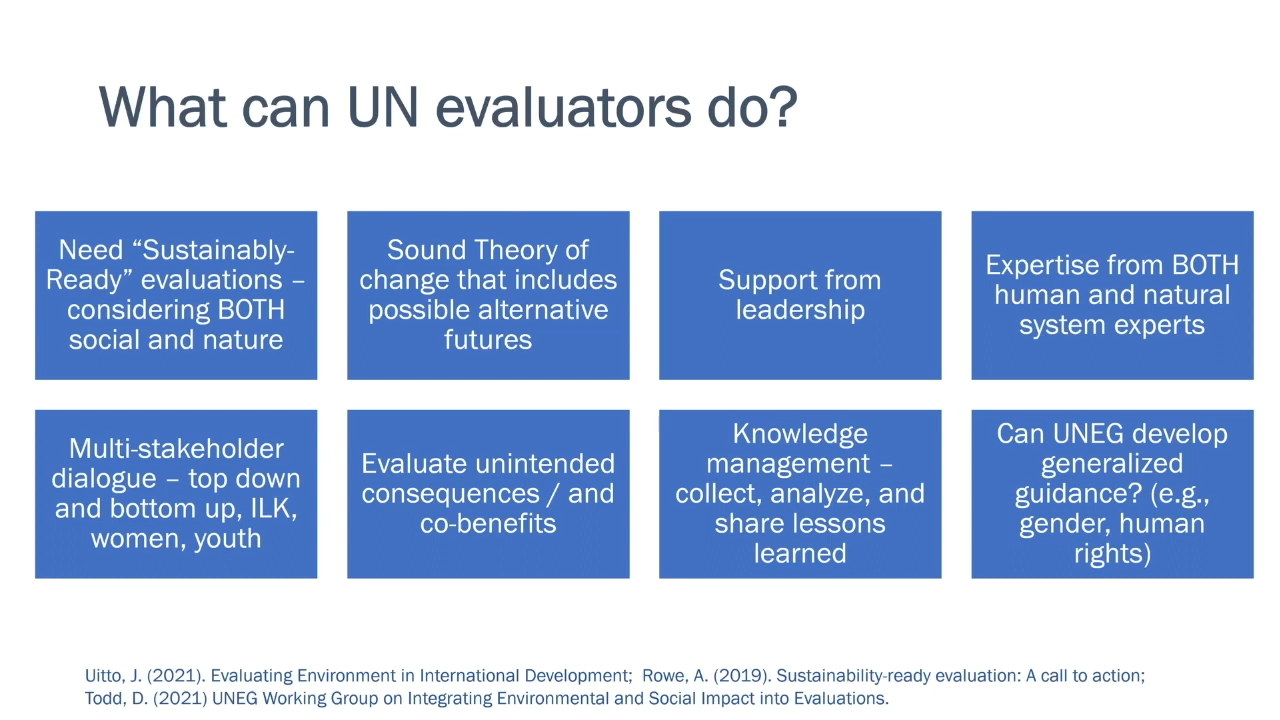 What can UN evaluators do?
Need “Sustainably-
Ready” evaluations –
considering BOTH
social and nature
Sound Theory of
change that includes
possible alternative
futures
Support from
leadership
Expertise from BOTH
human and natural
system experts
Multi-stakeholder
dialogue – top down
and bottom up, ILK,
women, youth
Evaluate unintended
consequences / and
co-benefits
Knowledge
management –
collect, analyze, and
share lessons
learned
Can UNEG develop
generalized
guidance? (e.g.,
gender, human
rights)
Uitto, J. (2021). Evaluating Environment in International Development;  Rowe, A. (2019). Sustainability-ready evaluation: A call to action;
Todd, D. (2021) UNEG Working Group on Integrating Environmental and Social Impact into Evaluations.